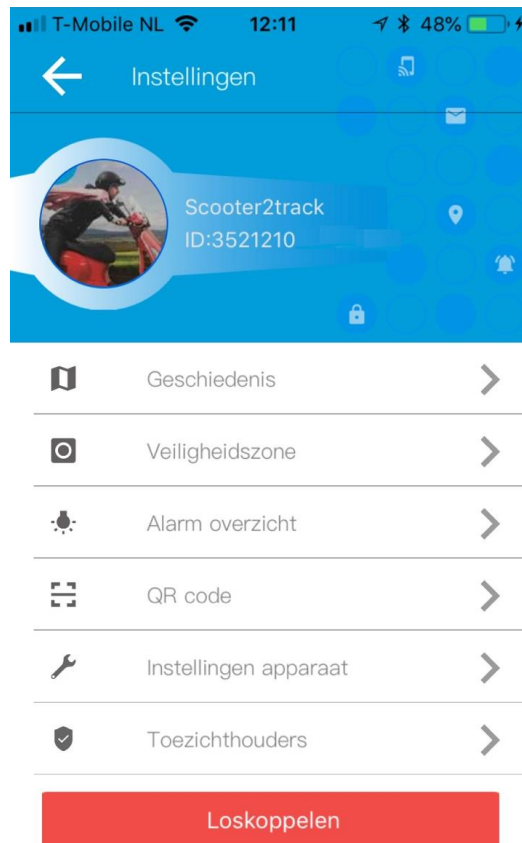 T-Mobile NL 12:11 48%
Instellingen
Scooter2track
ID:3521210
Geschiedenis
Veiligheidszone
Alarm overzicht
QR code
Instellingen apparaat
Toezichthouders
Loskoppelen